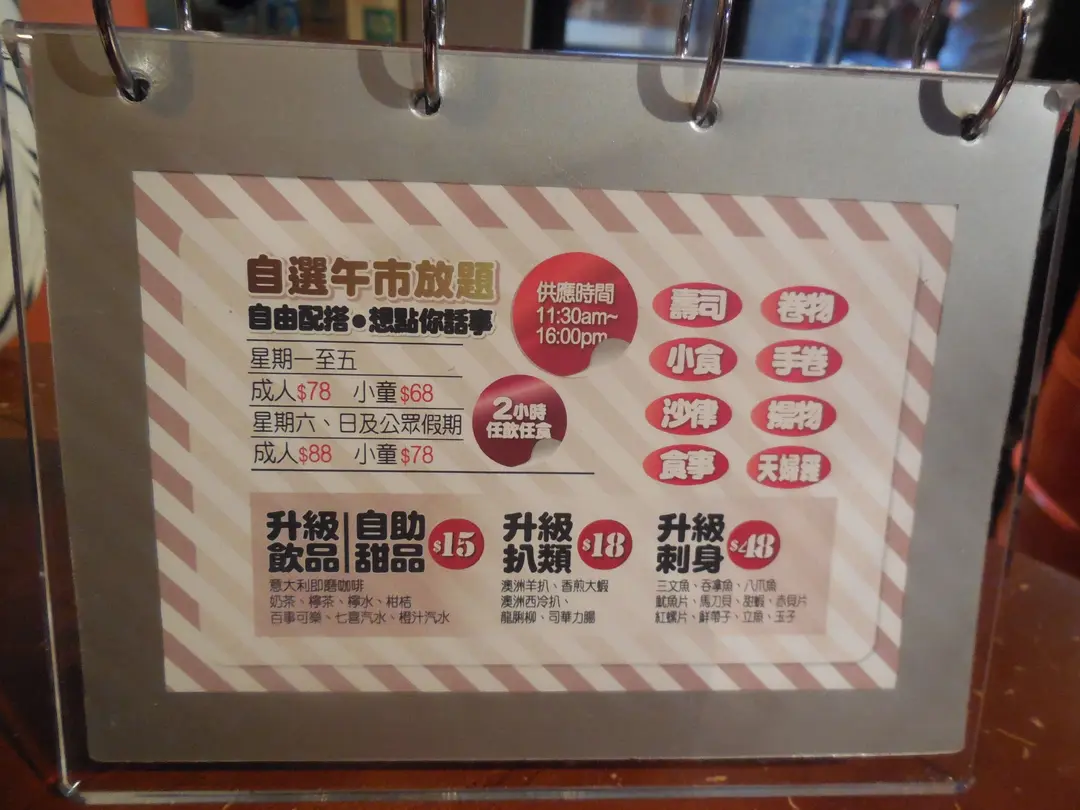 自選午市放題
自由配搭●想點你話事
星期一至五
成人$78 小童$68
星期六、日及公眾假期
成人$88 小童$78
供應時間
11:30am~
16:00pm
2小時
任飲任食
壽司 卷物
小食 手卷
沙律 揚物
食事 天婦羅
升級 自助
飲品 甜品 $15
意大利即磨咖啡
奶茶、檸茶、檸水、柑桔
百事可樂、七喜汽水、橙汁汽水
升級
扒類 $18
澳洲羊扒、香煎大蝦
澳洲西冷扒、
龍脷柳、司華力腸
升級
刺身 $48
三文魚、吞拿魚、八爪魚
魷魚片、馬刀貝、甜蝦、赤貝片
紅螺片、鮮帶子、立魚、玉子